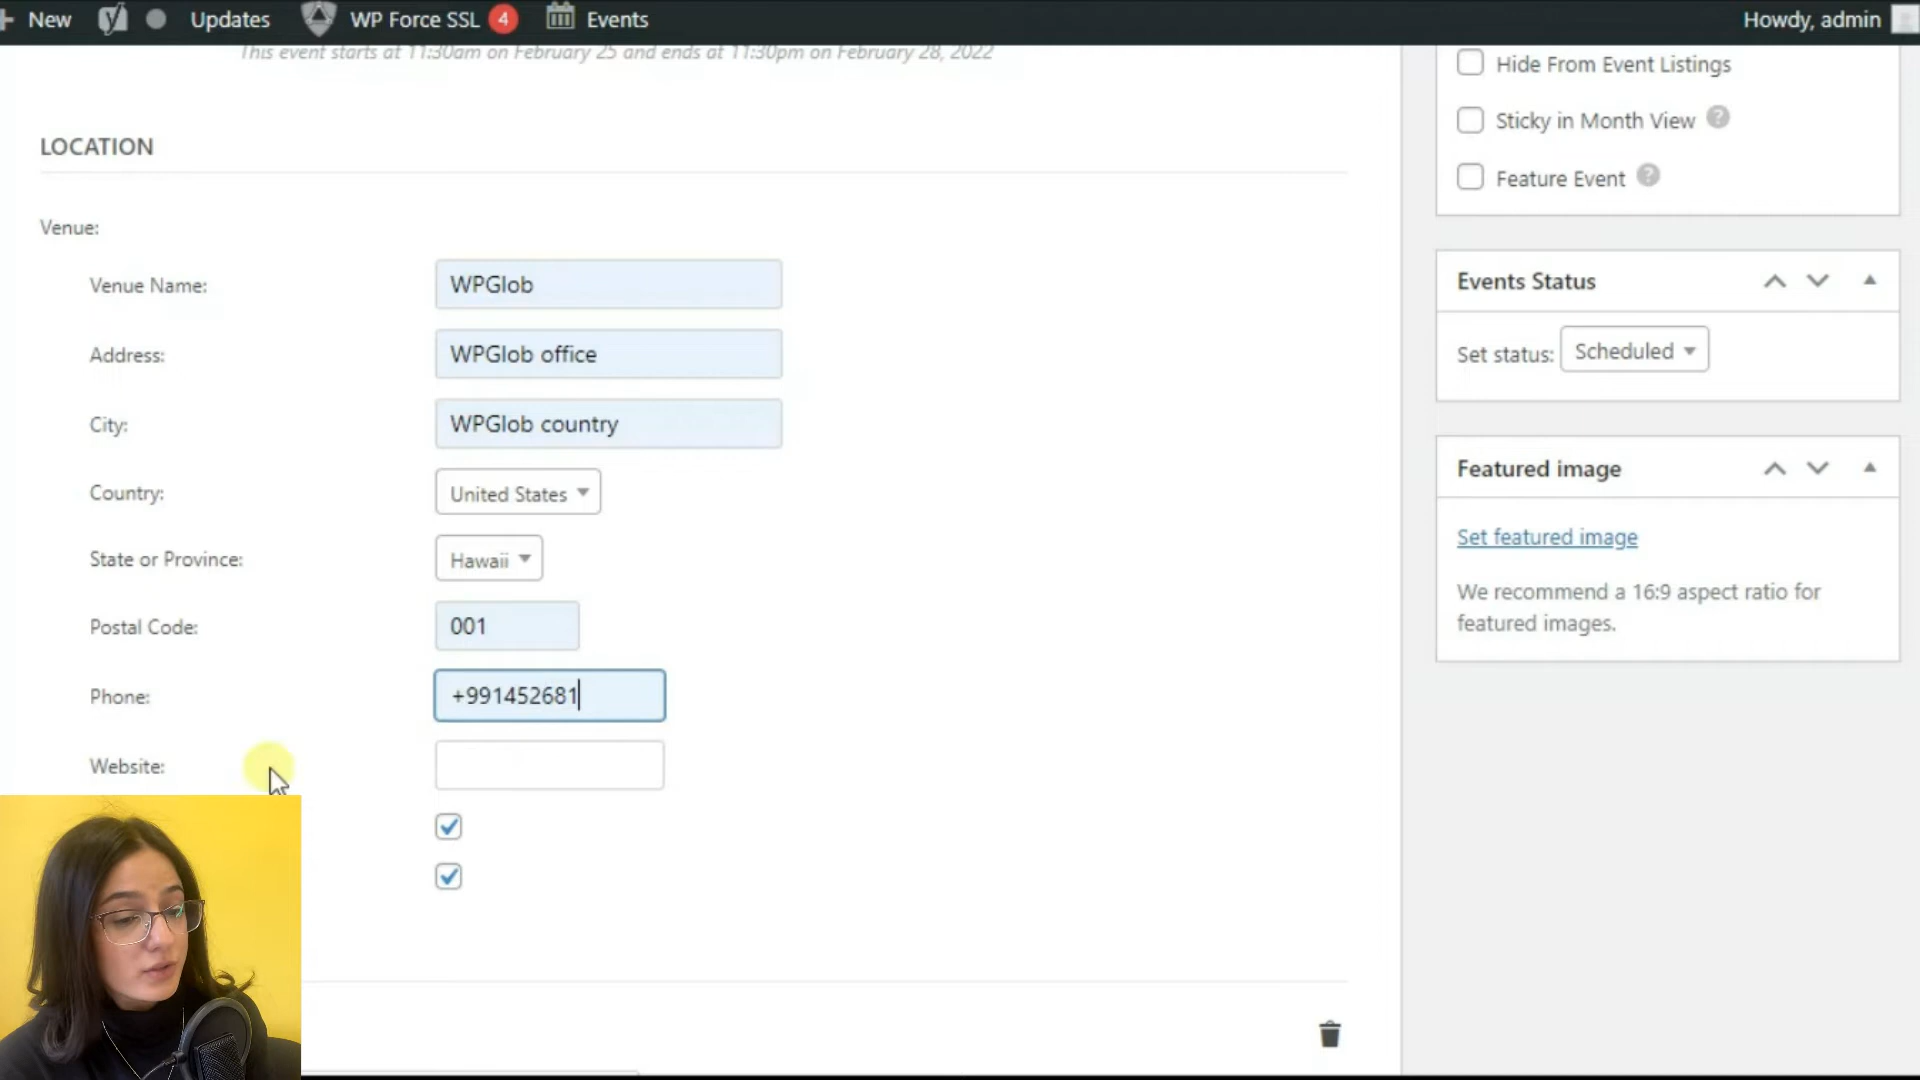 New Updates WP Force SSL 4 Events Howdy, admin
This event starts at 11:30am on February 25 and ends at 11:30pm on February 28, 2022
LOCATION
Venue:
Venue Name: WPGlob
Address: WPGlob office
City: WPGlob country
Country: United States
State or Province: Hawaii
Postal Code: 001
Phone: +991452681
Website:
Hide From Event Listings
Sticky in Month View ?
Feature Event ?
Events Status
Set status: Scheduled
Featured image
Set featured image
We recommend a 16:9 aspect ratio for
featured images.